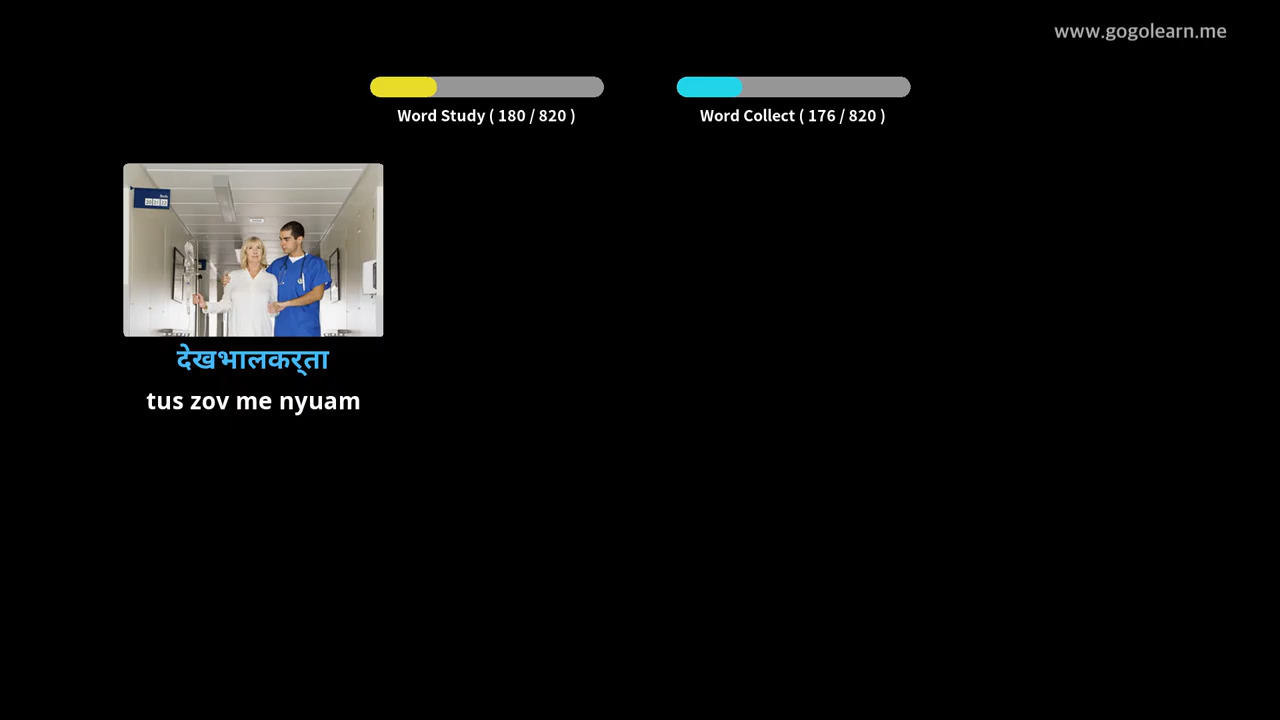 www.gogolearn.me
Word Study ( 180 / 820 )
Word Collect ( 176 / 820 )
देखभालकर्ता
tus zov me nyuam